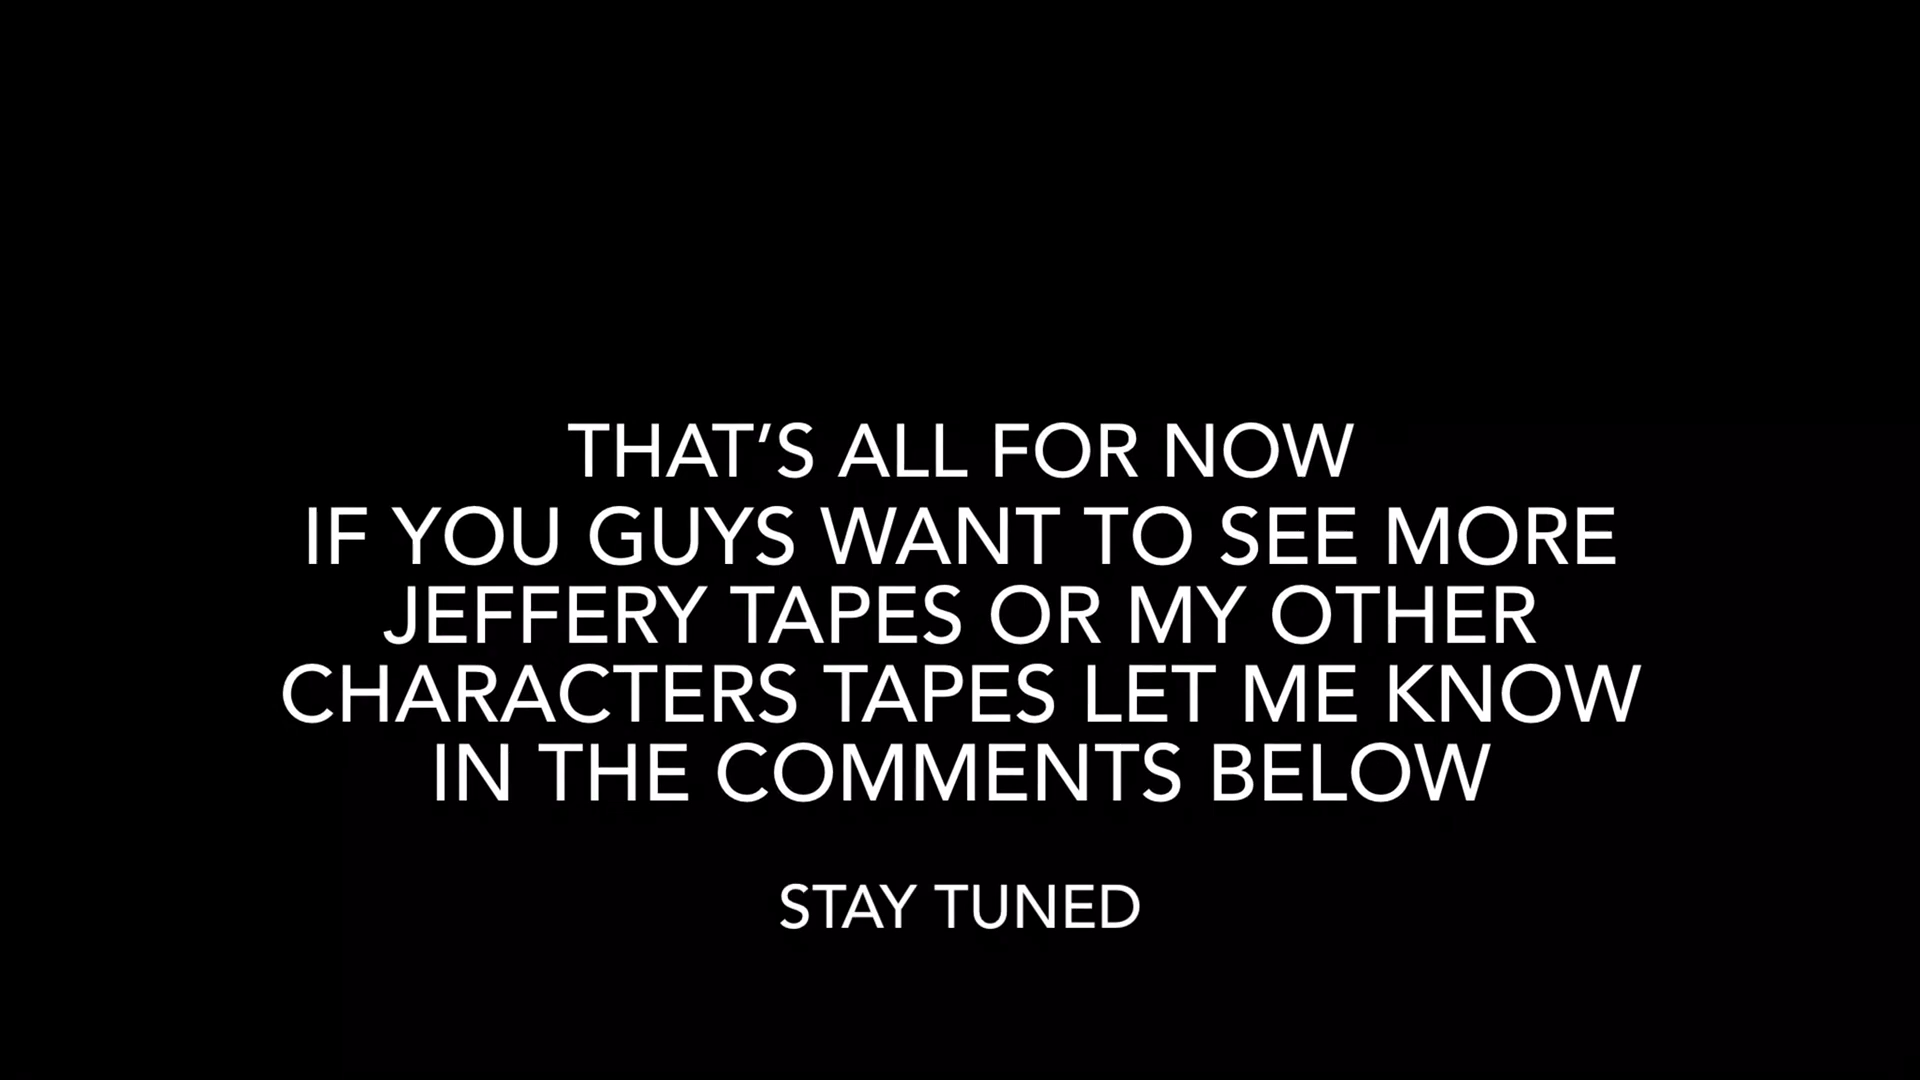 THAT’S ALL FOR NOW
IF YOU GUYS WANT TO SEE MORE
JEFFERY TAPES OR MY OTHER
CHARACTERS TAPES LET ME KNOW
IN THE COMMENTS BELOW
STAY TUNED